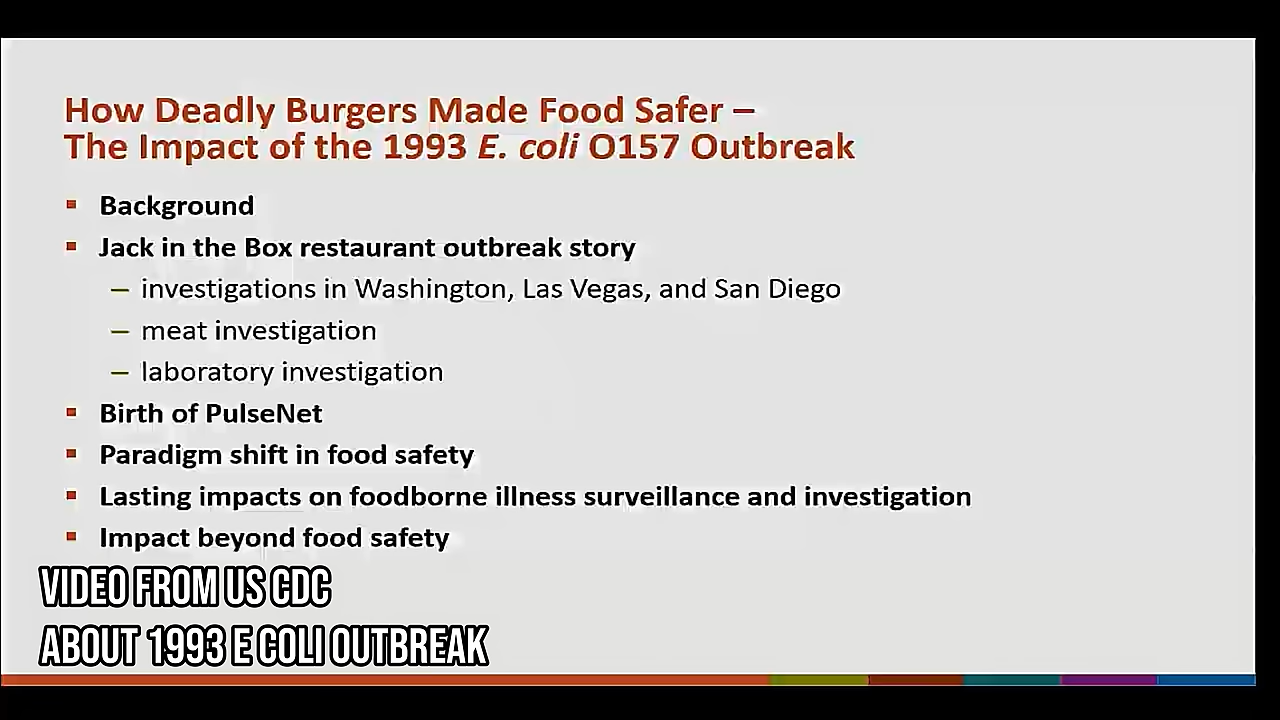 How Deadly Burgers Made Food Safer –
The Impact of the 1993 E. coli O157 Outbreak
▪ Background
▪ Jack in the Box restaurant outbreak story
– investigations in Washington, Las Vegas, and San Diego
– meat investigation
– laboratory investigation
▪ Birth of PulseNet
▪ Paradigm shift in food safety
▪ Lasting impacts on foodborne illness surveillance and investigation
▪ Impact beyond food safety
VIDEO FROM US CDC
ABOUT 1993 E COLI OUTBREAK